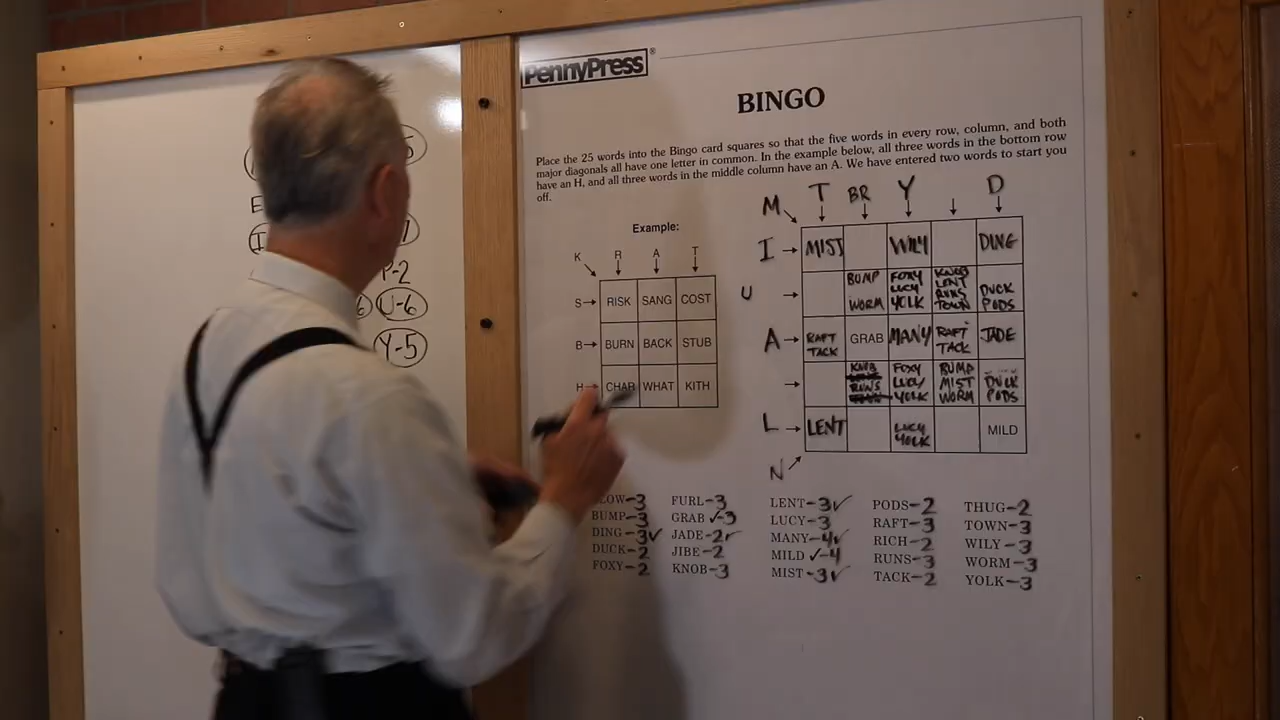 PennyPress®
BINGO
Place the 25 words into the Bingo card squares so that the five words in every row, column, and both
major diagonals all have one letter in common. In the example below, all three words in the bottom row
have an H, and all three words in the middle column have an A. We have entered two words to start you
off.
Example:
K R A T
S→ RISK SANG COST
B→ BURN BACK STUB
H→ CHAR WHAT KITH
M T BR Y D
I → MIST WILY DING
U → BUMP WORM FOXY LUCY YOLK KNOB LENT RUNS TOWN DUCK PODS
A → RAFT TACK GRAB MANY RAFT TACK JADE
→ KNOB RUNS FOXY LUCY YOLK BUMP MIST WORM DUCK PODS
L → LENT LUCY YOLK MILD
N
P-2
6 U-6
Y-5
LOW-3 FURL-3 LENT-3✓ PODS-2 THUG-2
BUMP-3 GRAB ✓-3 LUCY-3 RAFT-3 TOWN-3
DING-3✓ JADE-2✓ MANY-4✓ RICH-2 WILY-3
DUCK-2 JIBE-2 MILD ✓-4 RUNS-3 WORM-3
FOXY-2 KNOB-3 MIST-3✓ TACK-2 YOLK-3